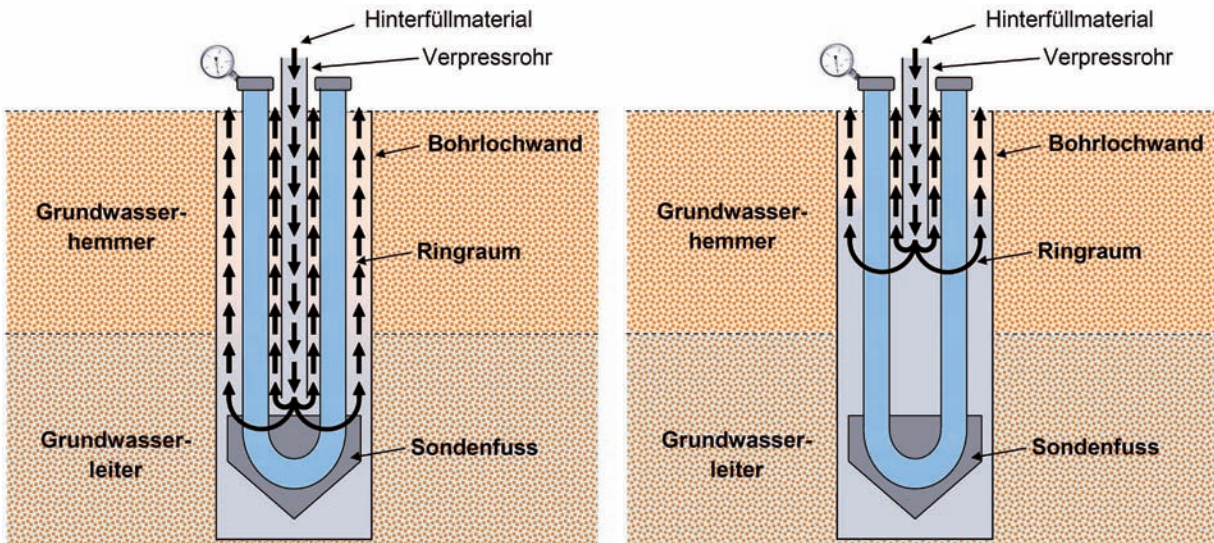 Hinterfüllmaterial
Verpressrohr
Bohrlochwand
Grundwasser-
hemmer
Ringraum
Grundwasser-
leiter
Sondenfuss
Hinterfüllmaterial
Verpressrohr
Bohrlochwand
Grundwasser-
hemmer
Ringraum
Grundwasser-
leiter
Sondenfuss